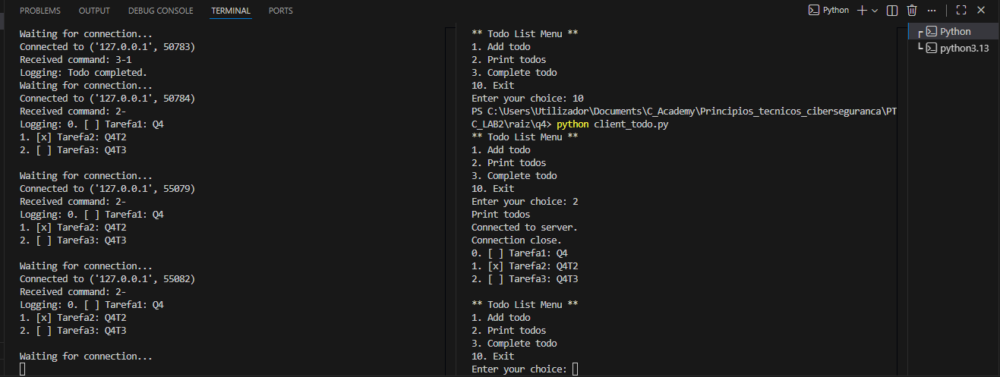 PROBLEMS OUTPUT DEBUG CONSOLE TERMINAL PORTS
Python
Waiting for connection...
Connected to ('127.0.0.1', 50783)
Received command: 3-1
Logging: Todo completed.
Waiting for connection...
Connected to ('127.0.0.1', 50784)
Received command: 2-
Logging: 0. [ ] Tarefa1: Q4
1. [x] Tarefa2: Q4T2
2. [ ] Tarefa3: Q4T3
Waiting for connection...
Connected to ('127.0.0.1', 55079)
Received command: 2-
Logging: 0. [ ] Tarefa1: Q4
1. [x] Tarefa2: Q4T2
2. [ ] Tarefa3: Q4T3
Waiting for connection...
Connected to ('127.0.0.1', 55082)
Received command: 2-
Logging: 0. [ ] Tarefa1: Q4
1. [x] Tarefa2: Q4T2
2. [ ] Tarefa3: Q4T3
Waiting for connection...
** Todo List Menu **
1. Add todo
2. Print todos
3. Complete todo
10. Exit
Enter your choice: 10
PS C:\Users\Utilizador\Documents\C_Academy\Principios_tecnicos_ciberseguranca\PT
C_LAB2\raiz\q4> python client_todo.py
** Todo List Menu **
1. Add todo
2. Print todos
3. Complete todo
10. Exit
Enter your choice: 2
Print todos
Connected to server.
Connection close.
0. [ ] Tarefa1: Q4
1. [x] Tarefa2: Q4T2
2. [ ] Tarefa3: Q4T3
** Todo List Menu **
1. Add todo
2. Print todos
3. Complete todo
10. Exit
Enter your choice:
Python
python3.13